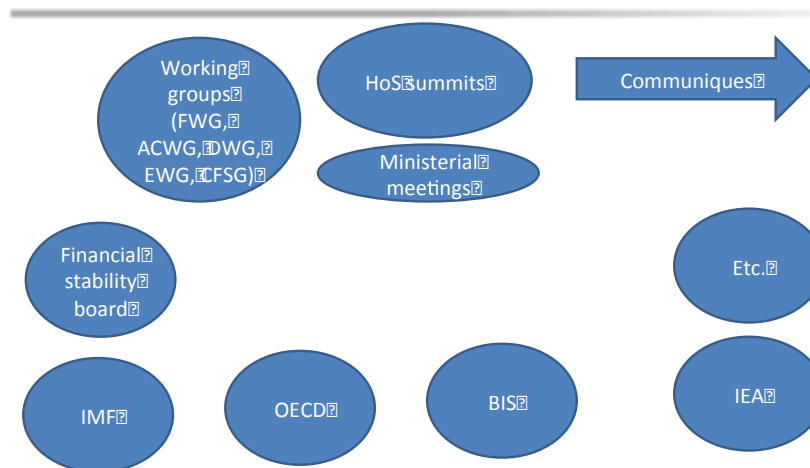 Working
groups
(FWG,
ACWG, DWG,
EWG, CFSG)
HoS summits
Communiques
Ministerial
meetings
Financial
stability
board
Etc.
IMF
OECD
BIS
IEA